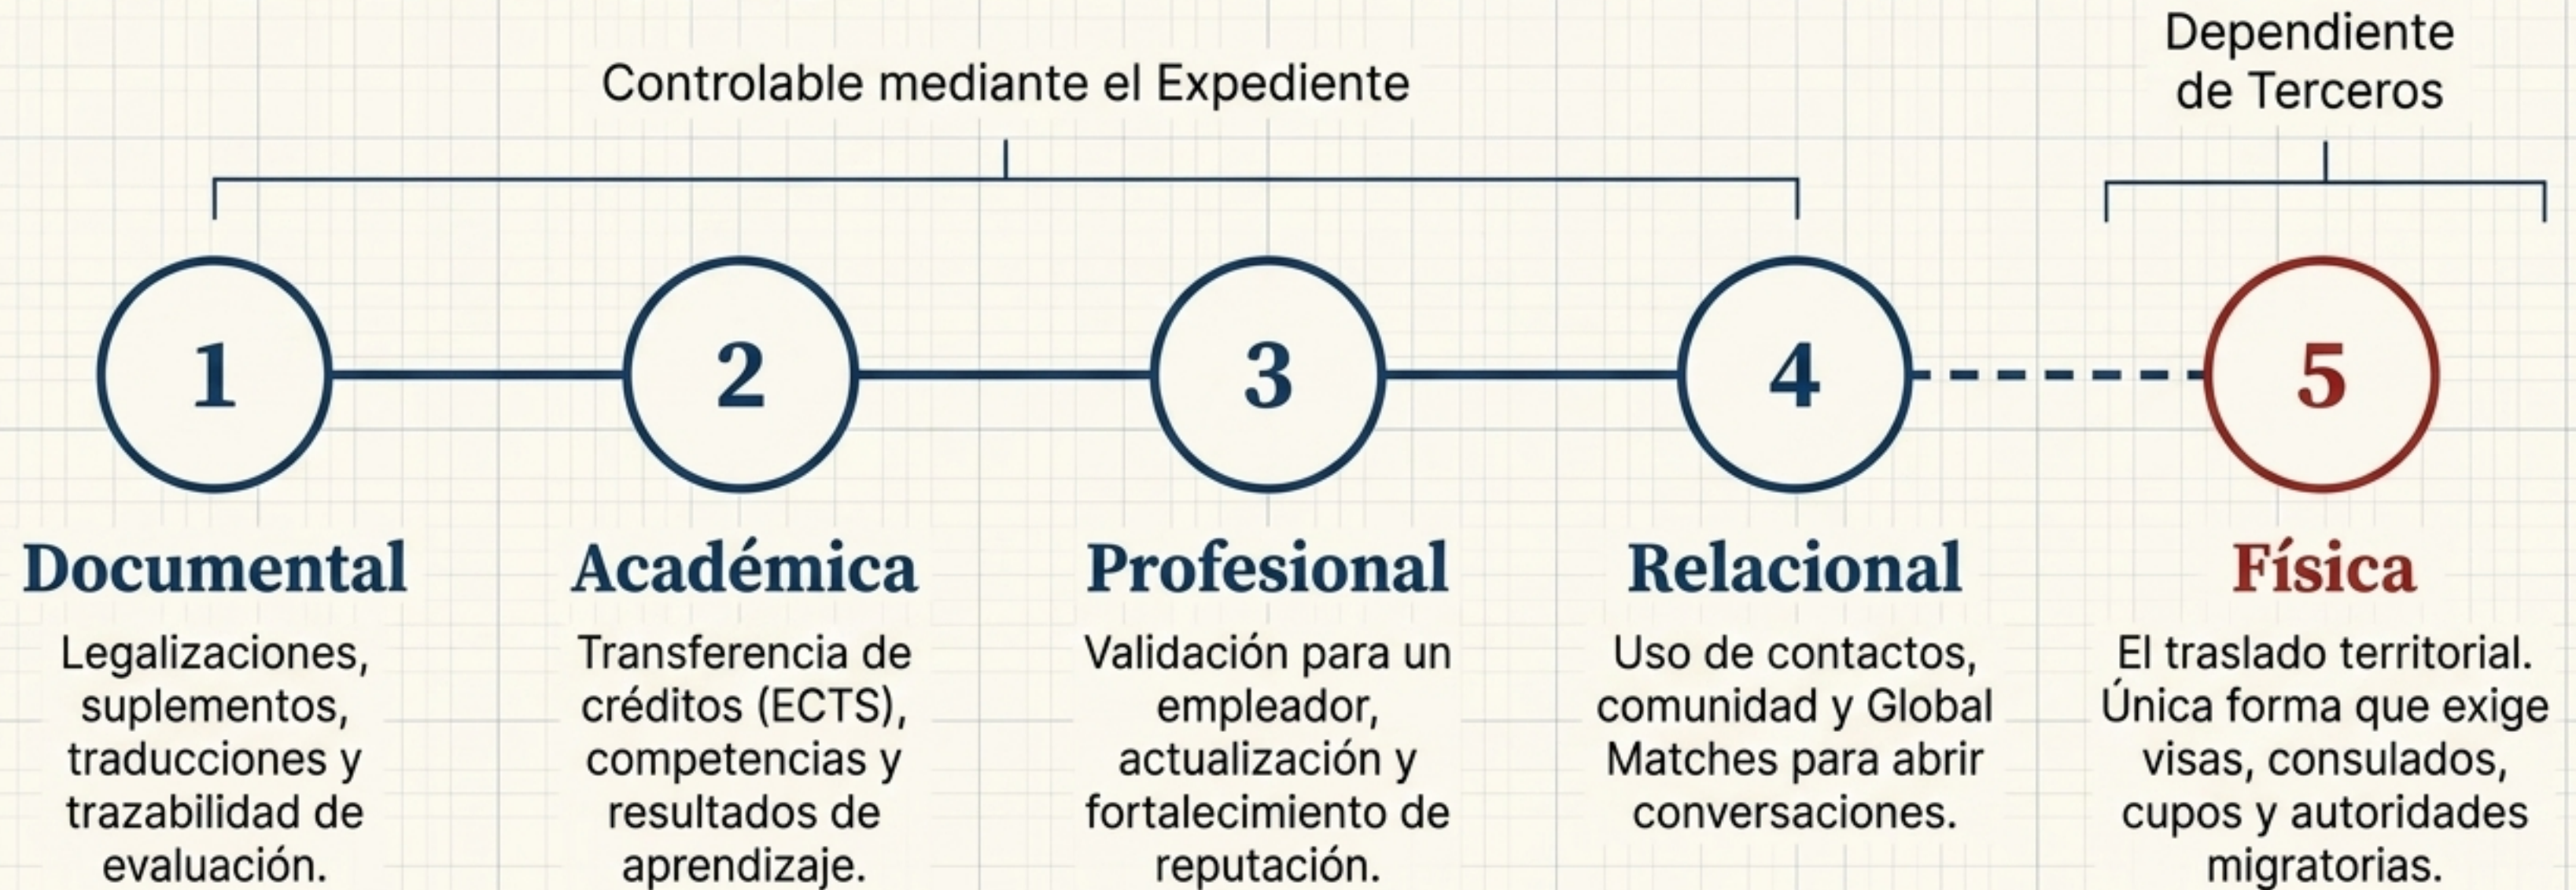 Controlable mediante el Expediente
Dependiente
de Terceros
1
2
3
4
5
Documental
Legalizaciones,
suplementos,
traducciones y
trazabilidad de
evaluación.
Académica
Transferencia de
créditos (ECTS),
competencias y
resultados de
aprendizaje.
Profesional
Validación para un
empleador,
actualización y
fortalecimiento de
reputación.
Relacional
Uso de contactos,
comunidad y Global
Matches para abrir
conversaciones.
Física
El traslado territorial.
Única forma que exige
visas, consulados,
cupos y autoridades
migratorias.